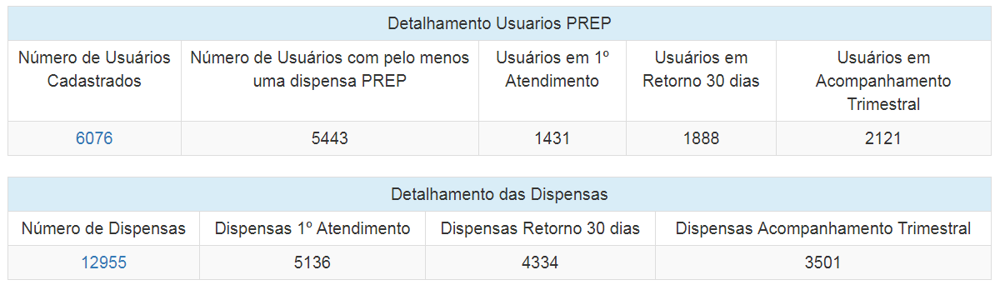 Detalhamento Usuarios PREP
Número de Usuários Cadastrados
Número de Usuários com pelo menos uma dispensa PREP
Usuários em 1º Atendimento
Usuários em Retorno 30 dias
Usuários em Acompanhamento Trimestral
6076 5443 1431 1888 2121
Detalhamento das Dispensas
Número de Dispensas Dispensas 1º Atendimento Dispensas Retorno 30 dias Dispensas Acompanhamento Trimestral
12955 5136 4334 3501